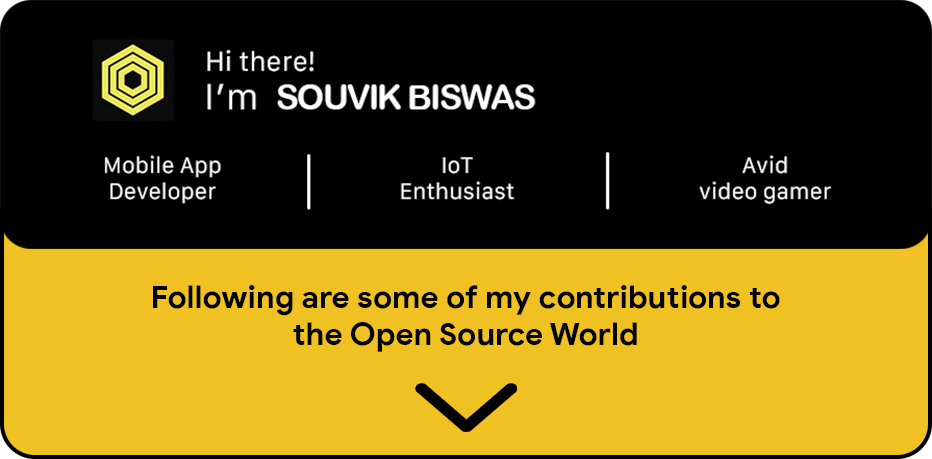 Hi there!
I'm SOUVIK BISWAS
Mobile App
Developer
IoT
Enthusiast
Avid
video gamer
Following are some of my contributions to
the Open Source World